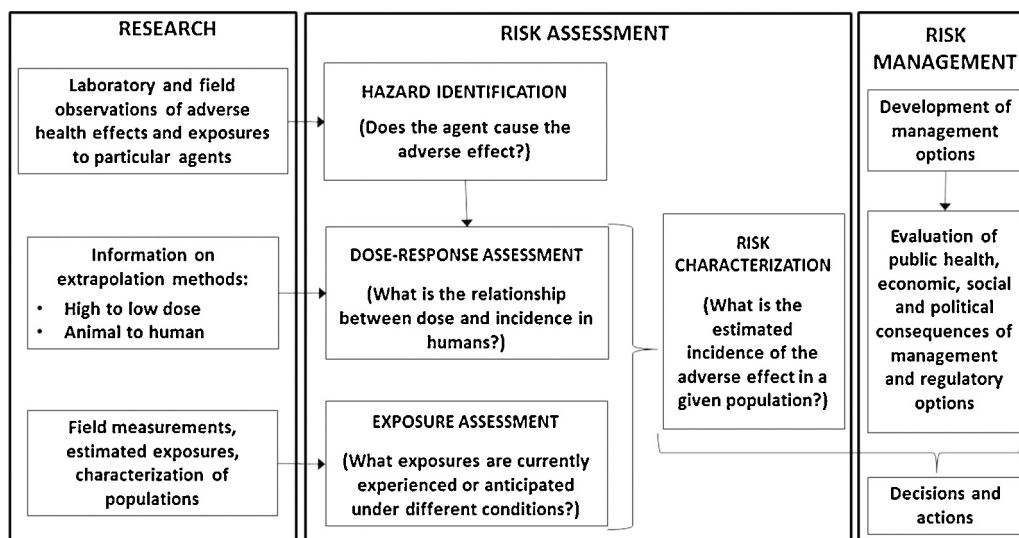 RESEARCH
Laboratory and field
observations of adverse
health effects and exposures
to particular agents
Information on
extrapolation methods:
• High to low dose
• Animal to human
Field measurements,
estimated exposures,
characterization of
populations
RISK ASSESSMENT
HAZARD IDENTIFICATION
(Does the agent cause the
adverse effect?)
DOSE-RESPONSE ASSESSMENT
(What is the relationship
between dose and incidence in
humans?)
EXPOSURE ASSESSMENT
(What exposures are currently
experienced or anticipated
under different conditions?)
RISK
CHARACTERIZATION
(What is the
estimated
incidence of the
adverse effect in a
given population?)
RISK
MANAGEMENT
Development of
management
options
Evaluation of
public health,
economic, social
and political
consequences of
management
and regulatory
options
Decisions and
actions